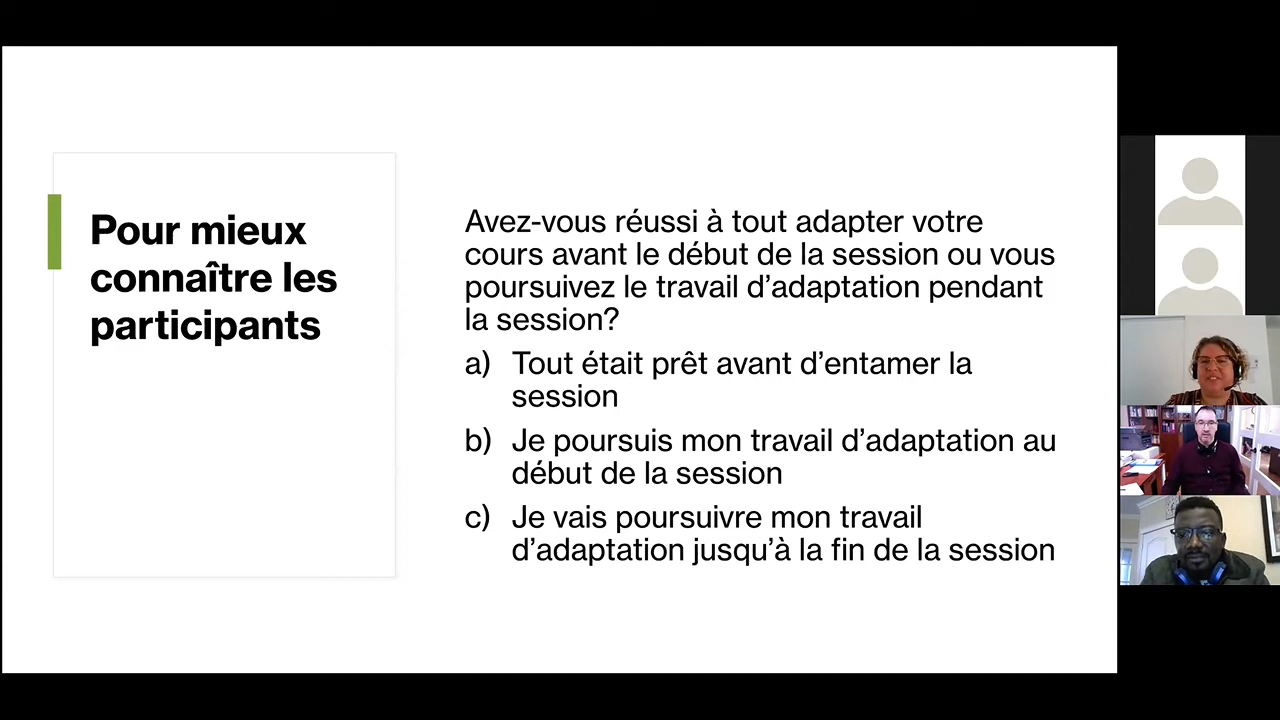 Pour mieux
connaître les
participants
Avez-vous réussi à tout adapter votre
cours avant le début de la session ou vous
poursuivez le travail d’adaptation pendant
la session?
a) Tout était prêt avant d’entamer la
session
b) Je poursuis mon travail d’adaptation au
début de la session
c) Je vais poursuivre mon travail
d’adaptation jusqu’à la fin de la session